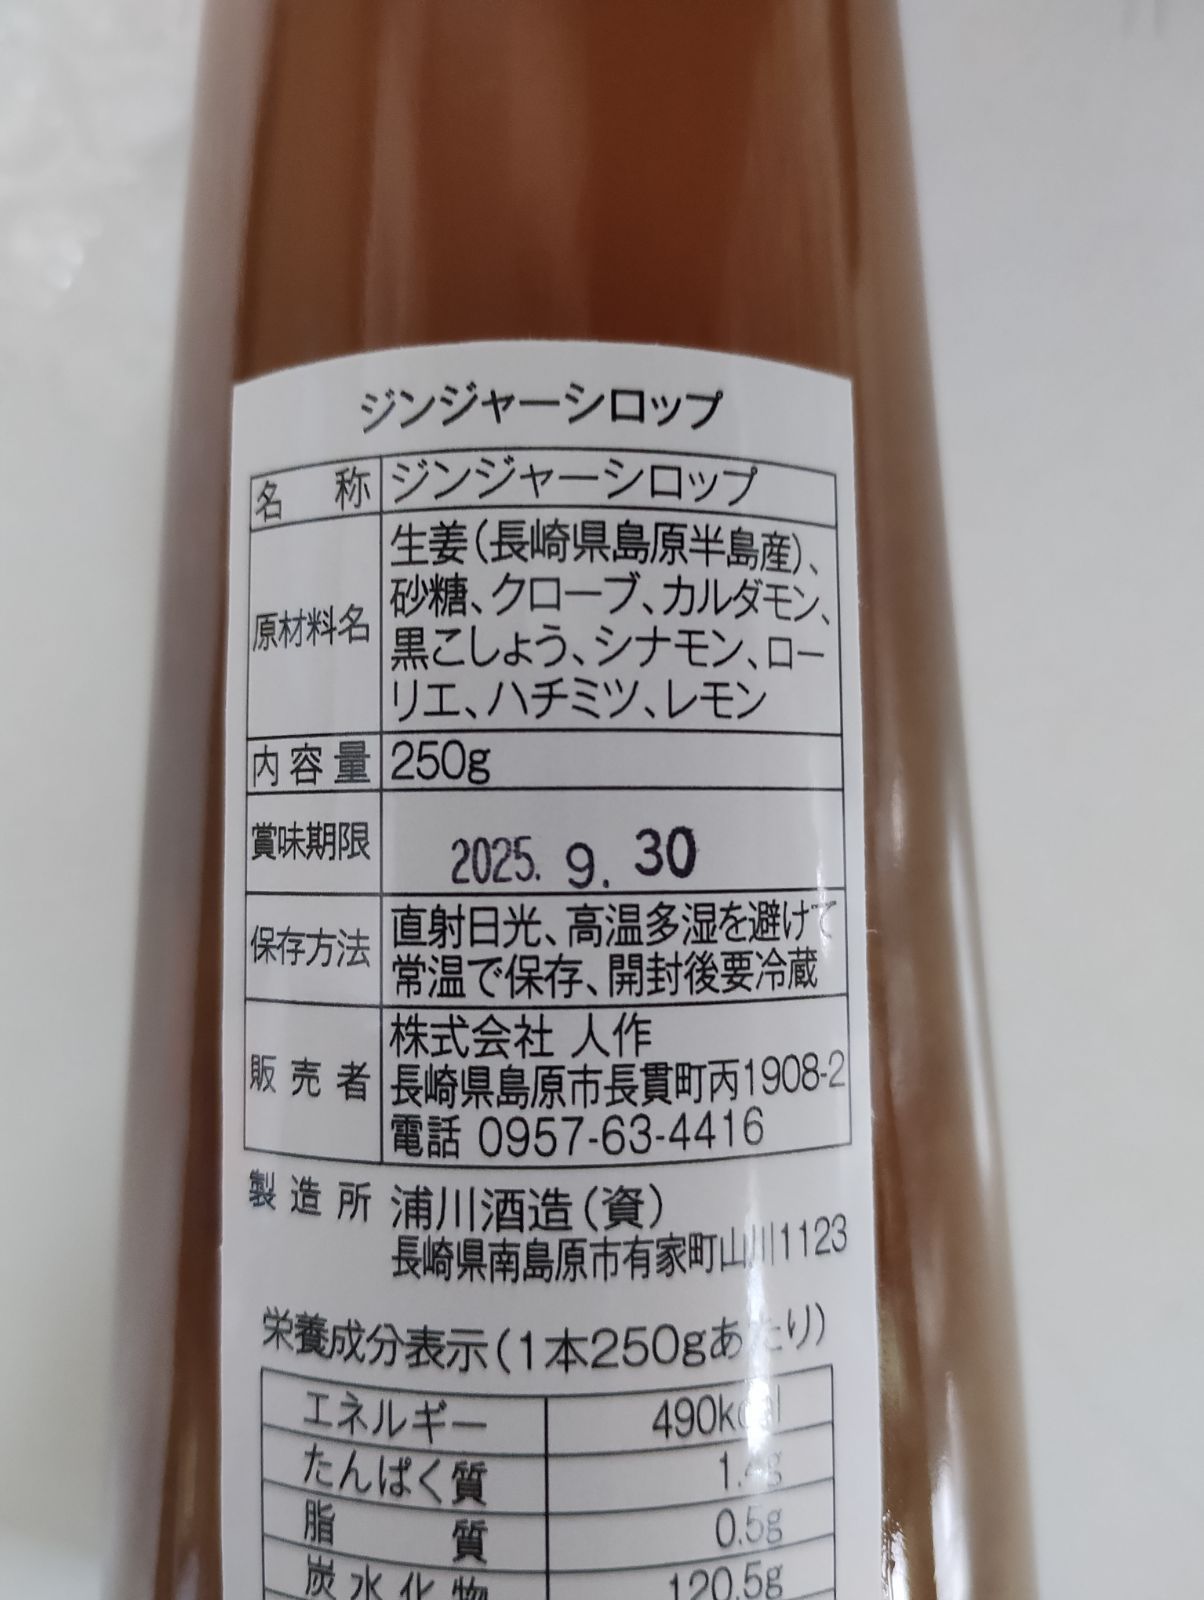 ジンジャーシロップ
名称 ジンジャーシロップ
原材料名 生姜(長崎県島原半島産)、
砂糖、クローブ、カルダモン、
黒こしょう、シナモン、ロー
リエ、ハチミツ、レモン
内容量 250g
賞味期限 2025. 9. 30
保存方法 直射日光、高温多湿を避けて
常温で保存、開封後要冷蔵
販売者 株式会社 人作
長崎県島原市長貫町丙1908-2
電話 0957-63-4416
製造所 浦川酒造(資)
長崎県南島原市有家町山川1123
栄養成分表示(1本250gあたり)
エネルギー 490kcal
たんぱく質 1.4g
脂質 0.5g
炭水化物 120.5g